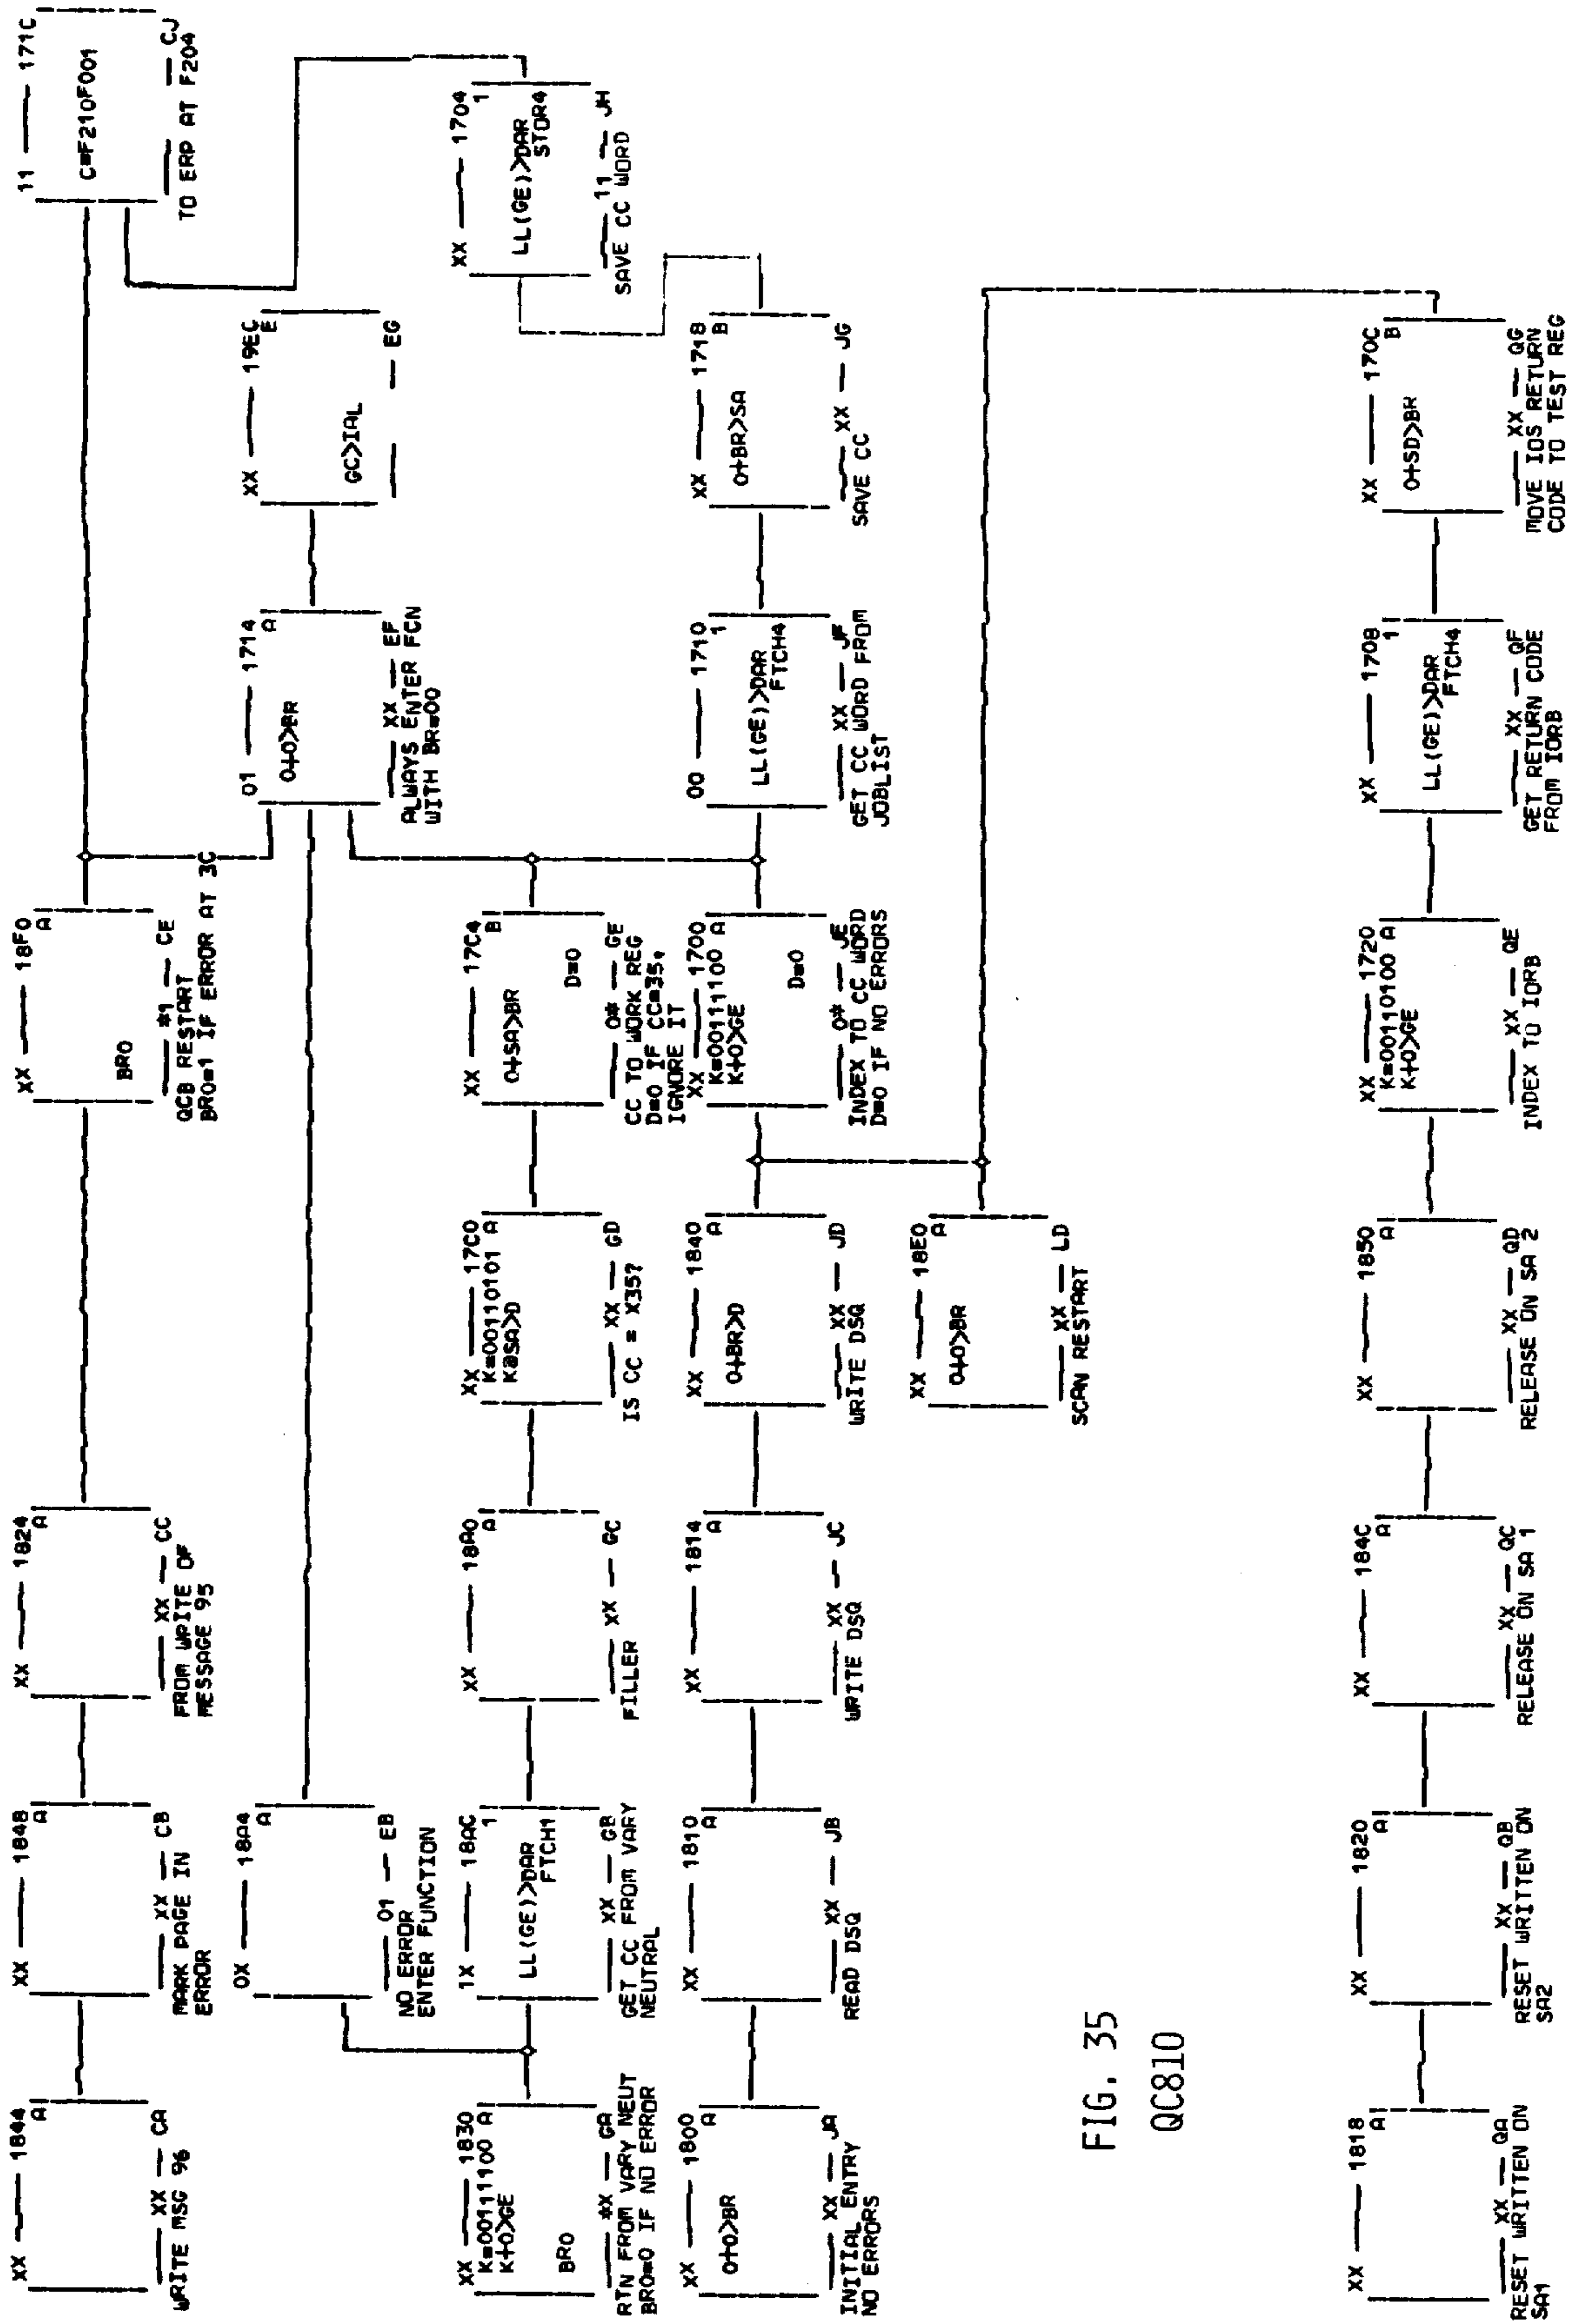 XX — 1844
A
XX — CA
WRITE MSG 96
XX — 1848
A
XX — CB
MARK PAGE IN
ERROR
XX — 1824
A
XX — CC
FROM WRITE OF
MESSAGE 95
XX — 18F0
A
BR0
*1 — CE
QCB RESTART
BR0=1 IF ERROR AT 3C
11 — 171C
C=F210F001
— CJ
TO ERP AT F204
0X — 18A4
A
01 — EB
NO ERROR
ENTER FUNCTION
01 — 1714
A
0+0>BR
XX — EF
ALWAYS ENTER FCN
WITH BR=00
XX — 19EC
E
GC>IAL
— EG
XX — 1704
1
LL(GE)>DAR
STOR4
11 — JH
SAVE CC WORD
XX — 1830
K=00111100 A
K+0>GE
BR0
*X — GA
RTN FROM VARY NEUT
BR0=0 IF NO ERROR
1X — 18AC
1
LL(GE)>DAR
FTCH1
XX — GB
GET CC FROM VARY
NEUTRAL
XX — 18A0
A
XX — GC
FILLER
XX — 17C0
K=00110101 A
K@SA>D
XX — GD
IS CC = X35?
XX — 17C4
B
0+SA>BR
D=0
0* — GE
CC TO WORK REG
D=0 IF CC=35,
IGNORE IT
XX — 1800
A
0+0>BR
XX — JA
INITIAL ENTRY
NO ERRORS
XX — 1810
A
XX — JB
READ DSQ
XX — 1814
A
XX — JC
WRITE DSQ
XX — 1840
A
0+BR>D
XX — JD
WRITE DSQ
XX — 1700
K=00111100 A
K+0>GE
D=0
0* — JE
INDEX TO CC WORD
D=0 IF NO ERRORS
00 — 1710
1
LL(GE)>DAR
FTCH4
XX — JF
GET CC WORD FROM
JOBLIST
XX — 1718
B
0+BR>SA
XX — JG
SAVE CC
XX — 18E0
A
0+0>BR
XX — LD
SCAN RESTART
XX — 1818
A
XX — QA
RESET WRITTEN ON
SA1
XX — 1820
A
XX — QB
RESET WRITTEN ON
SA2
XX — 184C
A
XX — QC
RELEASE ON SA 1
XX — 1850
A
XX — QD
RELEASE ON SA 2
XX — 1720
K=00110100 A
K+0>GE
XX — QE
INDEX TO IORB
XX — 1708
1
LL(GE)>DAR
FTCH4
XX — QF
GET RETURN CODE
FROM IORB
XX — 170C
B
0+SD>BR
XX — QG
MOVE IOS RETURN
CODE TO TEST REG
FIG. 35
QC810